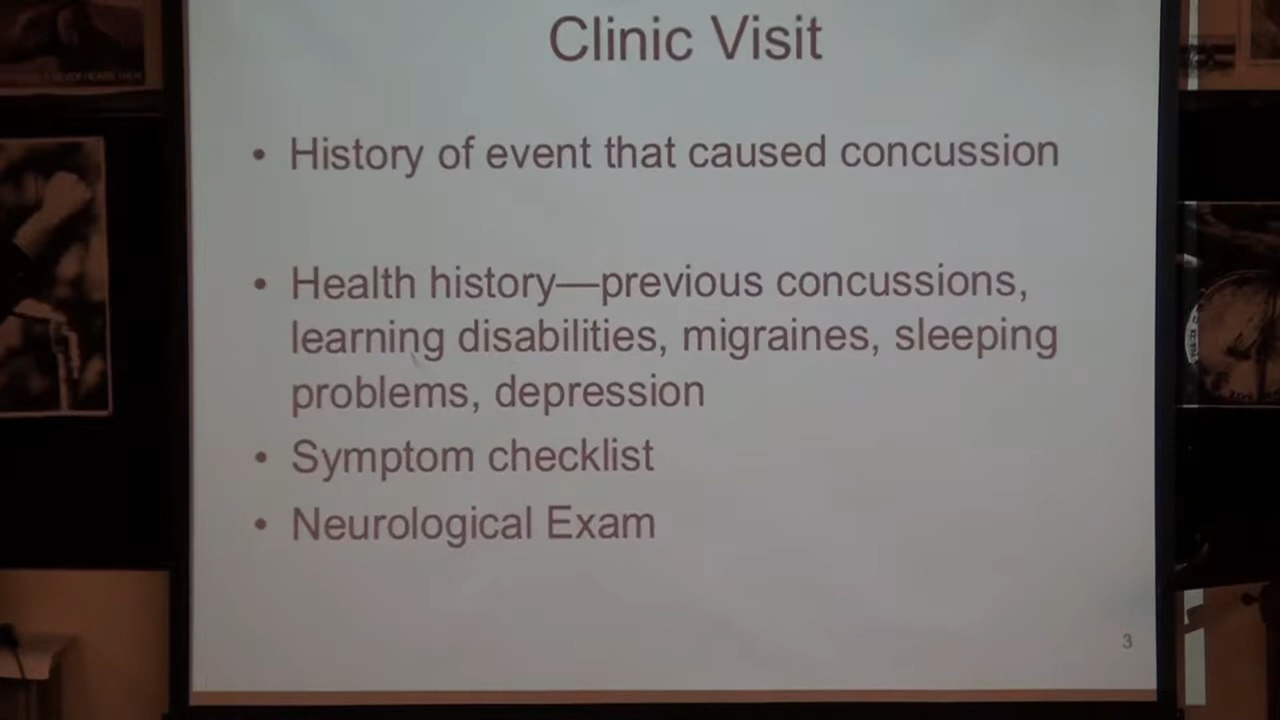 Clinic Visit
• History of event that caused concussion
• Health history—previous concussions,
learning disabilities, migraines, sleeping
problems, depression
• Symptom checklist
• Neurological Exam
3